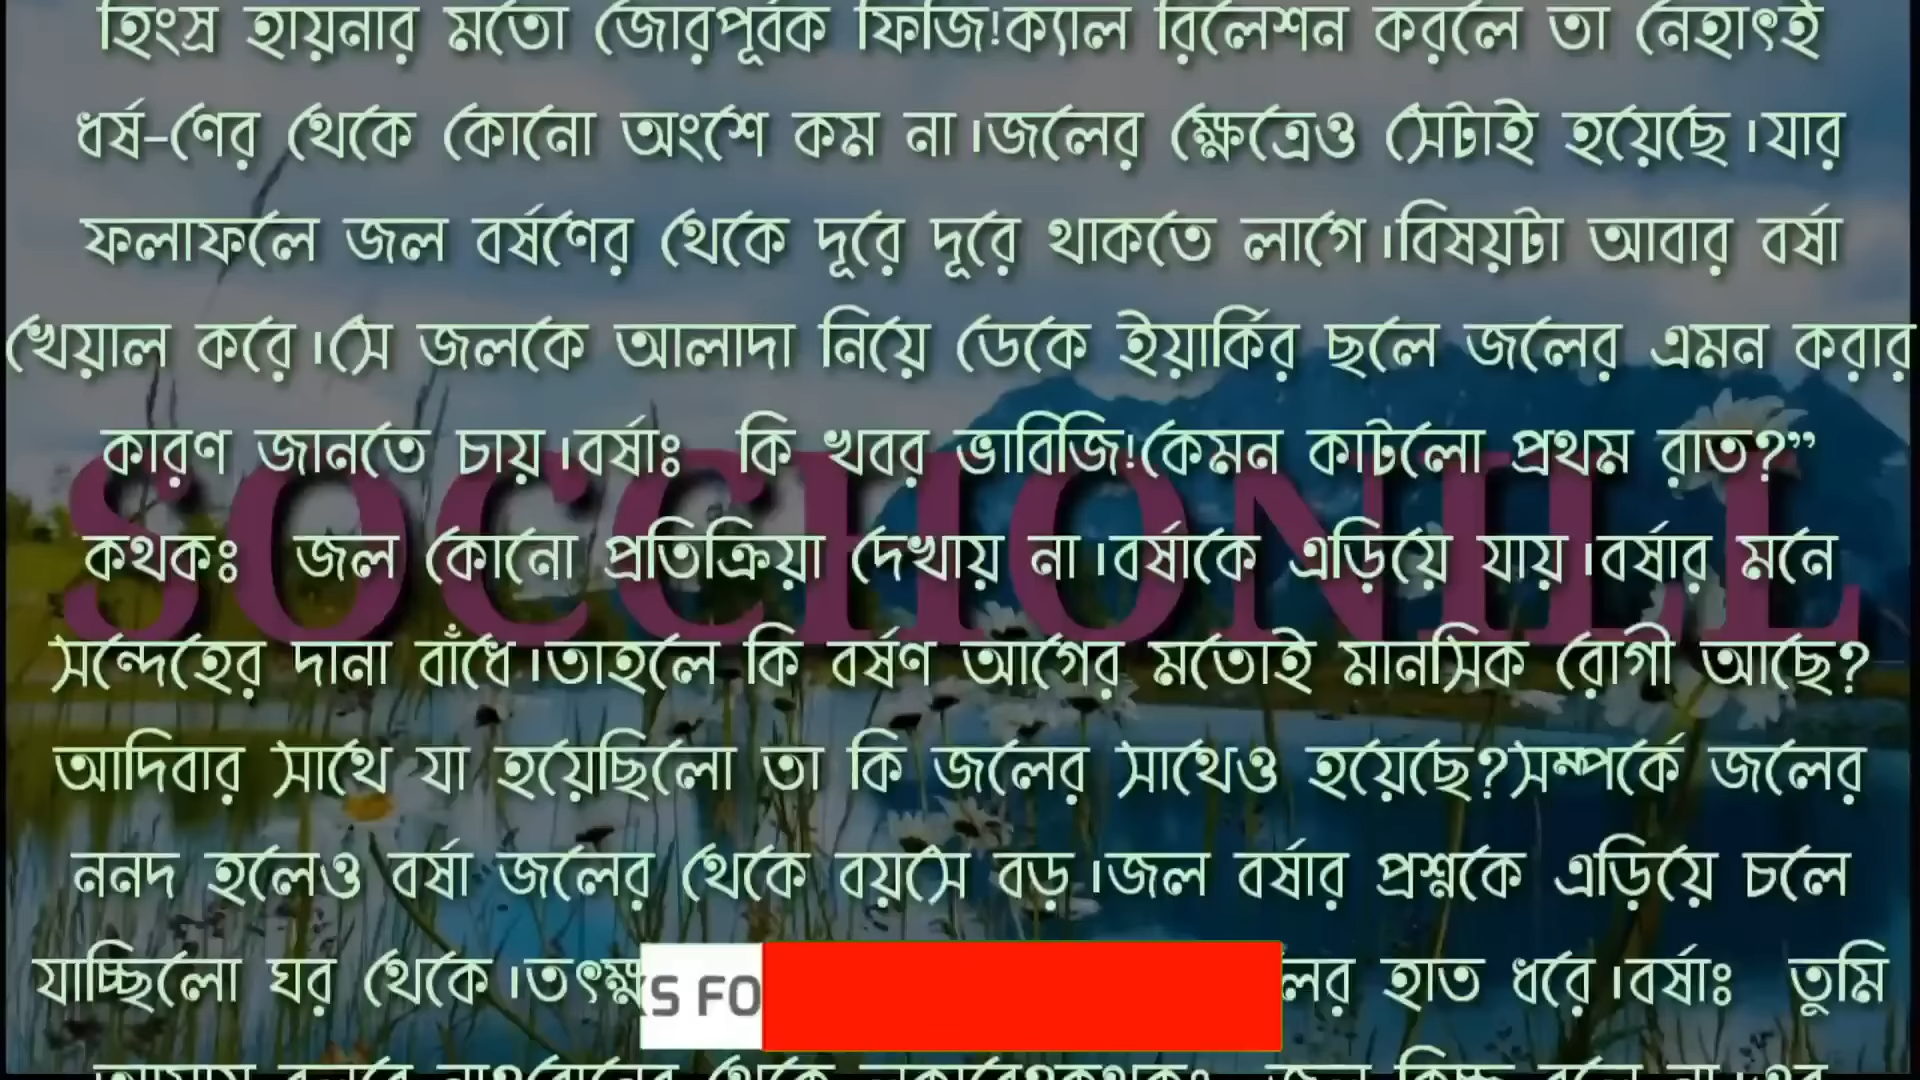 হিংস্র হায়নার মতো জোরপূর্বক ফিজি!ক্যাল রিলেশন করলে তা নেহাৎই
ধর্ষ-ণের থেকে কোনো অংশে কম না।জলের ক্ষেত্রেও সেটাই হয়েছে।যার
ফলাফলে জল বর্ষণের থেকে দূরে দূরে থাকতে লাগে।বিষয়টা আবার বর্ষা
খেয়াল করে।সে জলকে আলাদা নিয়ে ডেকে ইয়ার্কির ছলে জলের এমন করার
কারণ জানতে চায়।বর্ষাঃ কি খবর ভাবিজি!কেমন কাটলো প্রথম রাত?”
কথকঃ জল কোনো প্রতিক্রিয়া দেখায় না।বর্ষাকে এড়িয়ে যায়।বর্ষার মনে
সন্দেহের দানা বাঁধে।তাহলে কি বর্ষণ আগের মতোই মানসিক রোগী আছে?
আদিবার সাথে যা হয়েছিলো তা কি জলের সাথেও হয়েছে?সম্পর্কে জলের
ননদ হলেও বর্ষা জলের থেকে বয়সে বড়।জল বর্ষার প্রশ্নকে এড়িয়ে চলে
যাচ্ছিলো ঘর থেকে। হাত ধরে।বর্ষাঃ তুমি
SOCCHONILL
S FO